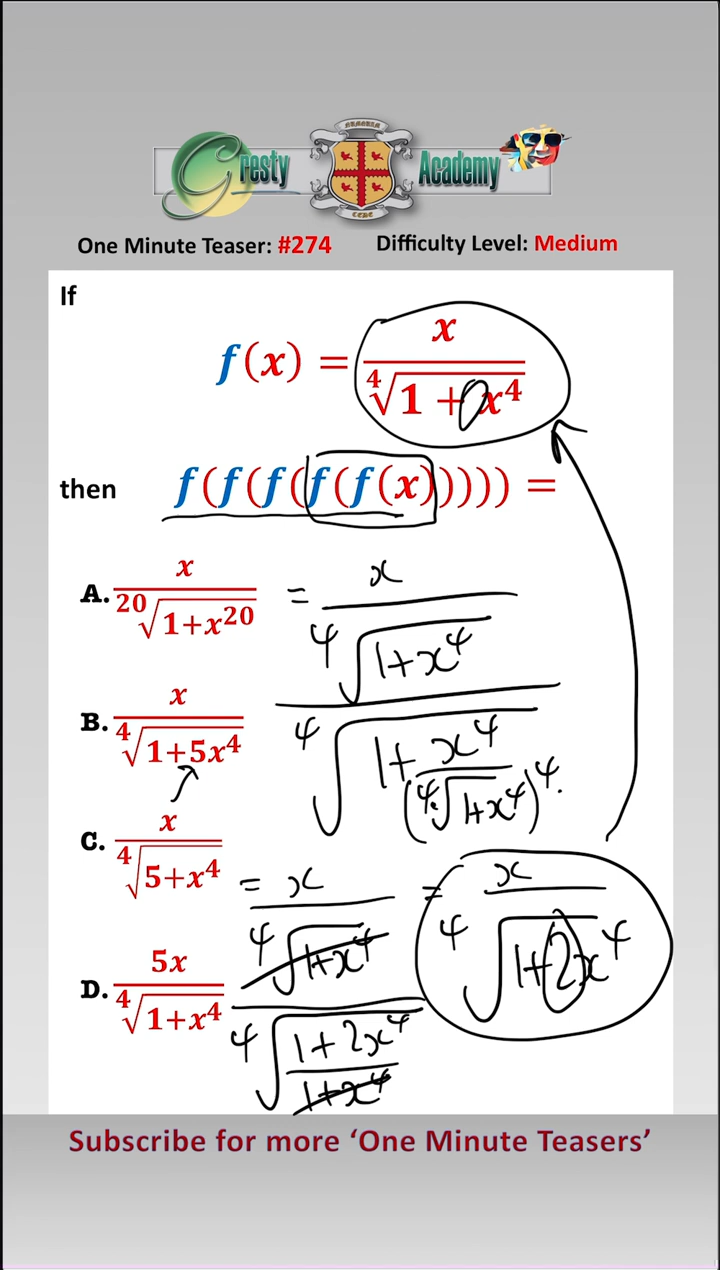 Gresty Academy
One Minute Teaser: #274 Difficulty Level: Medium
If
f(x) = x / ⁴√(1 + x⁴)
then f(f(f(f(f(x))))) =
A. x / ²⁰√(1+x²⁰)
= (x / ⁴√(1+x⁴)) / ⁴√(1+ x⁴ / (⁴√(1+x⁴))⁴)
B. x / ⁴√(1+5x⁴)
C. x / ⁴√(5+x⁴)
= (x / ⁴√(1+x⁴)) / ⁴√((1+2x⁴) / (1+x⁴)) = x / ⁴√(1+2x⁴)
D. 5x / ⁴√(1+x⁴)
Subscribe for more ‘One Minute Teasers’